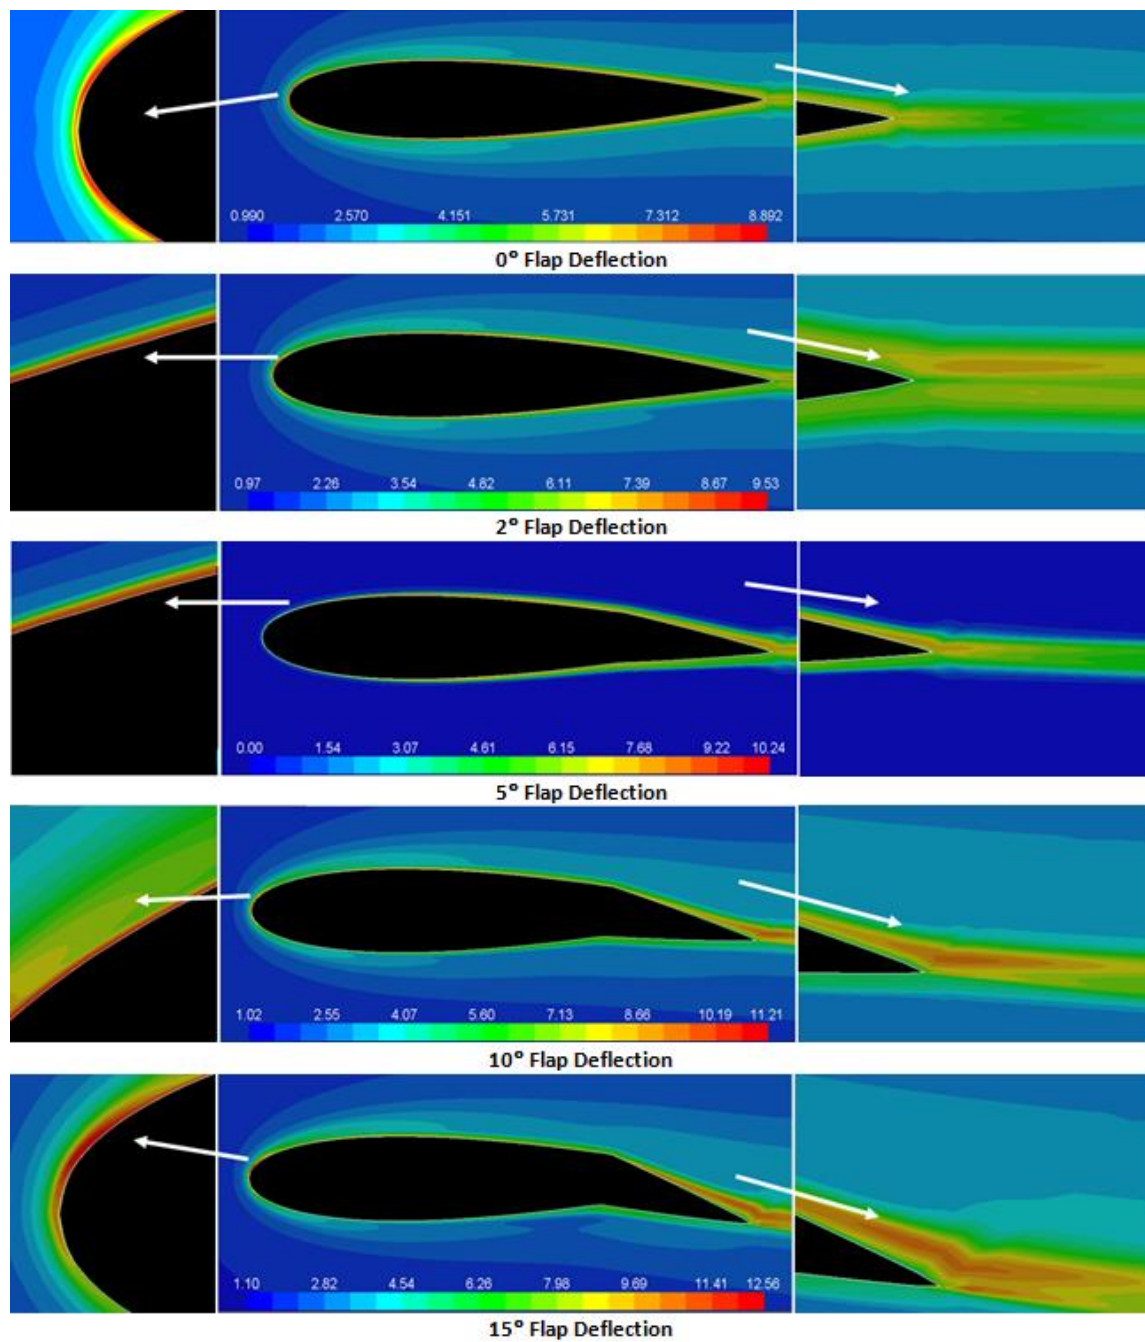 0.990 2.570 4.151 5.731 7.312 8.892
0° Flap Deflection
0.97 2.26 3.54 4.82 6.11 7.39 8.67 9.53
2° Flap Deflection
0.00 1.54 3.07 4.61 6.15 7.68 9.22 10.24
5° Flap Deflection
1.02 2.55 4.07 5.60 7.13 8.66 10.19 11.21
10° Flap Deflection
1.10 2.82 4.54 6.26 7.98 9.69 11.41 12.56
15° Flap Deflection